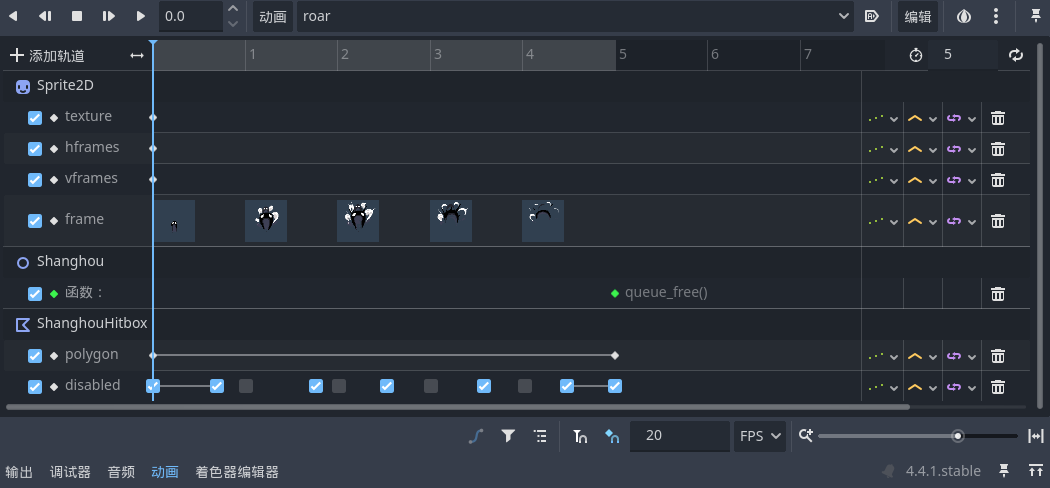 0.0 动画 roar 编辑
添加轨道 1 2 3 4 5 6 7 5
Sprite2D
texture
hframes
vframes
frame
Shanghou
函数： queue_free()
ShanghouHitbox
polygon
disabled
20 FPS
输出 调试器 音频 动画 着色器编辑器 4.4.1.stable